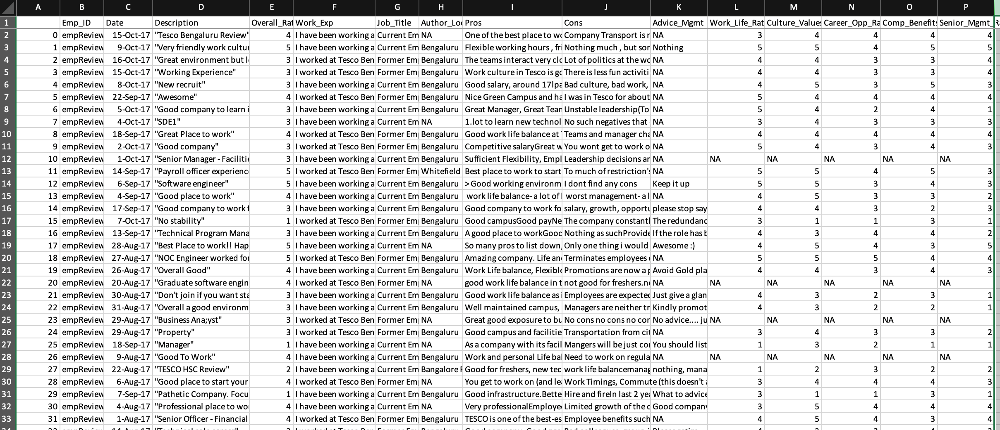 A B C D E F G H I J K L M N O P
1 Emp_ID Date Description Overall_Rat Work_Exp Job_Title Author_Loc Pros Cons Advice_Mgmt Work_Life_Rat Culture_Values Career_Opp_Ra Comp_Benefits Senior_Mgmt_Ra
2 0 empReview 15-Oct-17 "Tesco Bengaluru Review" 4 I have been working a Current Em NA One of the best place to wo Company Transport is r NA 3 4 4 4 4
3 1 empReview 9-Oct-17 "Very friendly work cultur 5 I have been working a Current Em Bengaluru Flexible working hours , fri Nothing much , but son Nothing 5 5 4 5 5
4 2 empReview 16-Oct-17 "Great environment but l 3 I worked at Tesco Ben Former Em Bengaluru The teams interact very clo Lot of politics at the wo NA 4 4 3 3 4
5 3 empReview 15-Oct-17 "Working Experience" 3 I worked at Tesco Ben Former Em Bengaluru Work culture in Tesco is go There is less fun activiti NA 4 4 3 3 4
6 4 empReview 8-Oct-17 "New recruit" 3 I have been working a Current Em Bengaluru Good salary, around 17lpa Bad culture, bad work, NA 4 5 3 5 3
7 5 empReview 22-Sep-17 "Awesome" 4 I worked at Tesco Ben Former Em Bengaluru Nice Green Campus and ha I was in Tesco for about NA 5 4 4 4 4
8 6 empReview 5-Oct-17 "Good company to learn i 3 I have been working a Current Em Bengaluru Great Manager, Great Tear Unstable leadership(To NA 5 4 2 4 1
9 7 empReview 4-Oct-17 "SDE1" 3 I have been working a Current Em NA 1.lot to learn new technol No such negatives that NA 3 4 3 3 3
10 8 empReview 18-Sep-17 "Great Place to work" 4 I worked at Tesco Ben Former Em Bengaluru Good work life balance at Teams and manager cha NA 4 4 4 4 4
11 9 empReview 2-Oct-17 "Good company" 3 I worked at Tesco Ben Former Em Bengaluru Competitive salaryGreat w You wont get to work o NA 5 4 3 4 3
12 10 empReview 1-Oct-17 "Senior Manager - Facilitie 3 I have been working a Current Em Bengaluru Sufficient Flexibility, Empl Leadership decisions ar NA NA NA NA NA NA
13 11 empReview 14-Sep-17 "Payroll officer experienc 5 I worked at Tesco Ben Former Em Whitefield Best place to work to start To much of restriction's NA 5 5 4 5 3
14 12 empReview 6-Sep-17 "Software engineer" 5 I have been working a Current Em Bengaluru > Good working environm I dont find any cons Keep it up 5 5 3 4 3
15 13 empReview 4-Sep-17 "Good place to work" 4 I have been working a Current Em Bengaluru work life balance- a lot of worst management- a l NA 4 5 3 3 2
16 14 empReview 17-Sep-17 "Good company to work f 3 I have been working a Current Em Bengaluru Good company to work fo salary, growth, opportu please stop say 4 4 3 2 3
17 15 empReview 7-Oct-17 "No stability" 1 I worked at Tesco Ben Former Em Bengaluru Good campusGood payNe The company constantl The redundanc 3 1 1 3 1
18 16 empReview 13-Sep-17 "Technical Program Mana 3 I have been working a Current Em Bengaluru A good place to workGood Nothing as suchProvide If the role has b 4 3 4 4 2
19 17 empReview 28-Aug-17 "Best Place to work!! Hap 5 I have been working a Current Em NA So many pros to list down, Only one thing i would Awesome :) 4 5 4 3 5
20 18 empReview 27-Aug-17 "NOC Engineer worked for 5 I worked at Tesco Ben Former Em Bengaluru Amazing company. Life an Terminates employees NA 5 5 5 4 4
21 19 empReview 26-Aug-17 "Overall Good" 4 I have been working a Current Em Bengaluru Work Life balance, Flexible Promotions are now a p Avoid Gold pla 4 4 3 4 3
22 20 empReview 20-Aug-17 "Graduate software engin 4 I worked at Tesco Ben Former Em NA good work life balance in t not good for freshers.no NA NA NA NA NA NA
23 21 empReview 30-Aug-17 "Don't join if you want sta 3 I have been working a Current Em Bengaluru Good work life balance as Employees are expected Just give a glan 4 3 2 3 1
24 22 empReview 31-Aug-17 "Overall a good environm 3 I have been working a Current Em Bengaluru Well maintained campus, Managers are neither tr Kindly promot 4 3 2 2 1
25 23 empReview 29-Aug-17 "Business Ana;yst" 3 I worked at Tesco Ben Former Em NA Great good exposure to bu No cons no cons no con No advice.... ju NA NA NA NA NA
26 24 empReview 29-Aug-17 "Property" 3 I worked at Tesco Ben Former Em Bengaluru Good campus and facilitie Transportation from cit NA 3 4 3 3 2
27 25 empReview 18-Sep-17 "Manager" 1 I have been working a Current Em NA As a company with its facil Mangers will be just cor You should list 1 3 2 1 1
28 26 empReview 9-Aug-17 "Good To Work" 4 I have been working a Current Em Bengaluru Work and personal Life bal Need to work on regula NA NA NA NA NA NA
29 27 empReview 22-Aug-17 "TESCO HSC Review" 2 I have been working a Current Em Bangalore Good for freshers, new tec work life balancemanag nothing, mana 1 2 3 2 2
30 28 empReview 6-Aug-17 "Good place to start your 4 I worked at Tesco Ben Former Em NA You get to work on (and le Work Timings, Commute (this doesn't a 3 4 4 4 3
31 29 empReview 7-Sep-17 "Pathetic Company. Focu 1 I have been working a Current Em Bengaluru Good infrastructure.Bette Hire and fireIn last 2 yea What to advice 3 1 1 3 1
32 30 empReview 4-Aug-17 "Professional place to wo 4 I have been working a Current Em NA Very professionalEmploye Limited growth of the c Good company 3 5 4 4 4
33 31 empReview 1-Aug-17 "Senior Officer - Financial 4 I worked at Tesco Ben Former Em Bengaluru TESCO is one of the best-es Employee benefits such NA 4 5 4 3 4